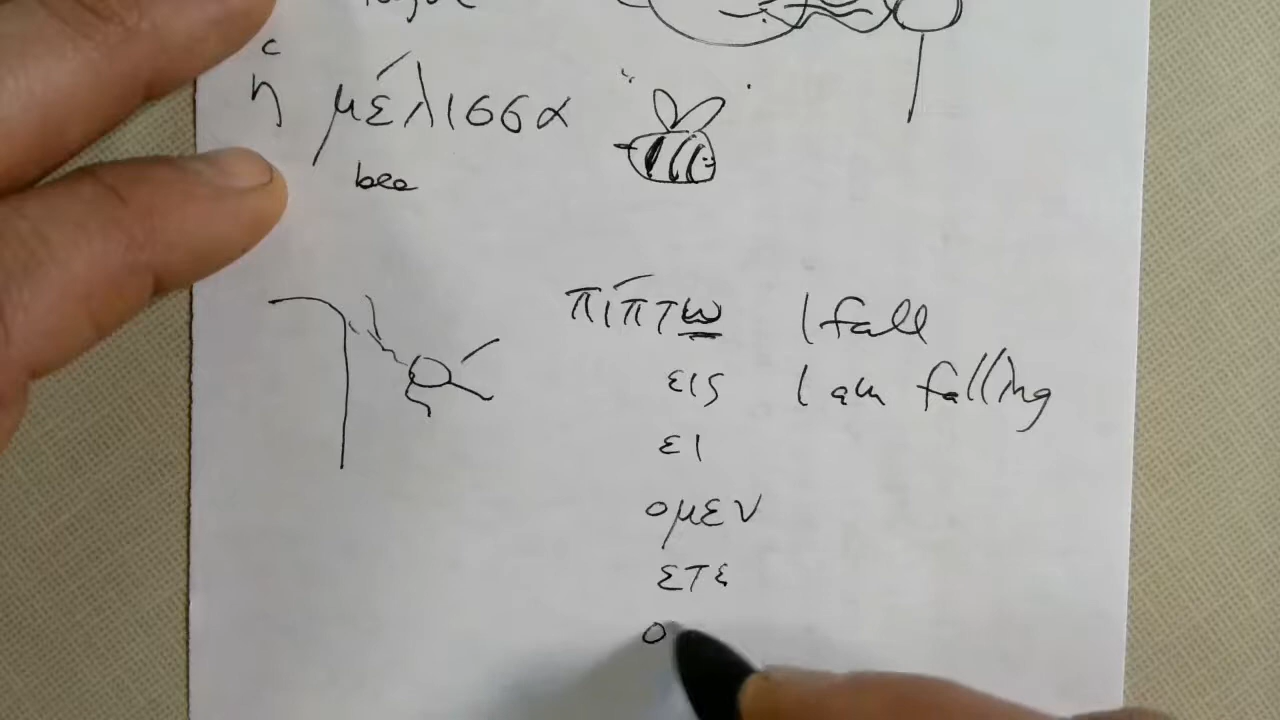 ἡ μέλισσα
bee
πίπτω I fall
εις I am falling
ει
ομεν
ετε
ο